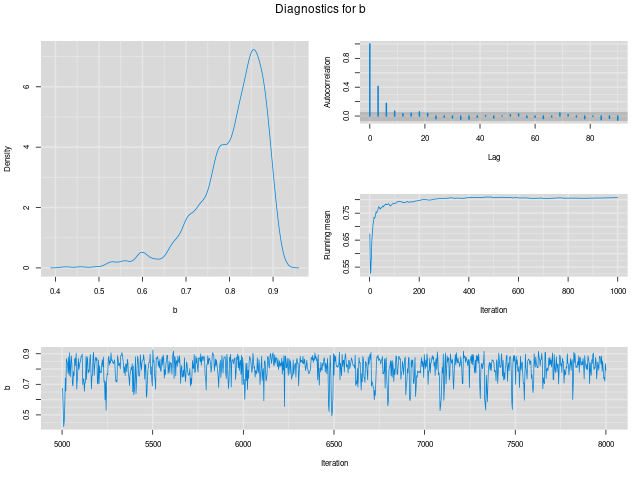 Diagnostics for b
Density
0
2
4
6
0.4 0.5 0.6 0.7 0.8 0.9
b
Autocorrelation
0.0
0.4
0.8
0 20 40 60 80
Lag
Running mean
0.55
0.65
0.75
0 200 400 600 800 1000
Iteration
b
0.5
0.7
0.9
5000 5500 6000 6500 7000 7500 8000
Iteration